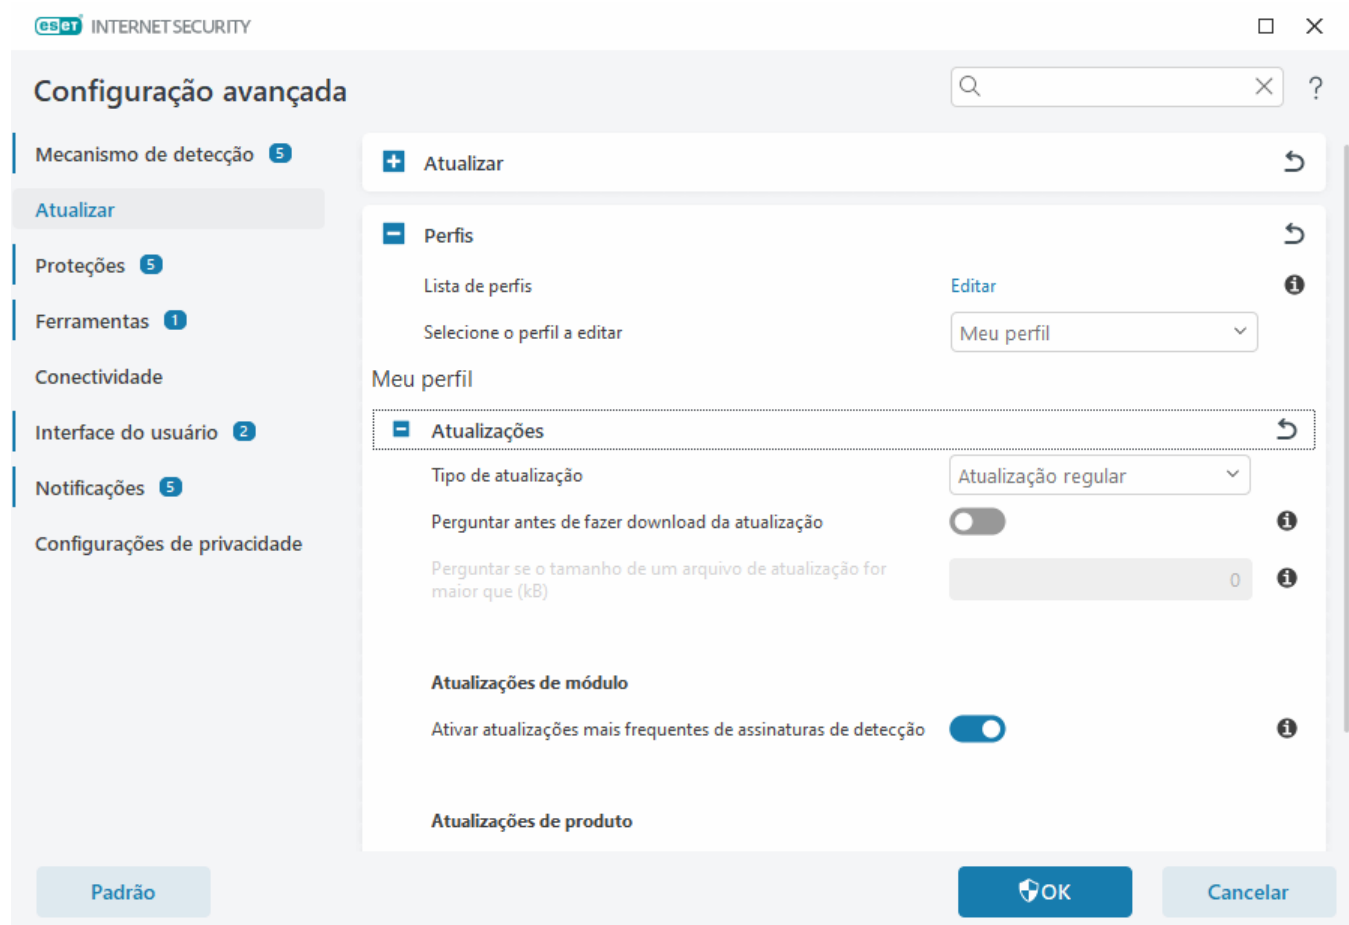 eset INTERNET SECURITY
Configuração avançada
?
Mecanismo de detecção 5
Atualizar
Proteções 5
Ferramentas 1
Conectividade
Interface do usuário 2
Notificações 5
Configurações de privacidade
Atualizar
Perfis
Lista de perfis Editar
Selecione o perfil a editar Meu perfil
Meu perfil
Atualizações
Tipo de atualização Atualização regular
Perguntar antes de fazer download da atualização
Perguntar se o tamanho de um arquivo de atualização for
maior que (kB) 0
Atualizações de módulo
Ativar atualizações mais frequentes de assinaturas de detecção
Atualizações de produto
Padrão OK Cancelar